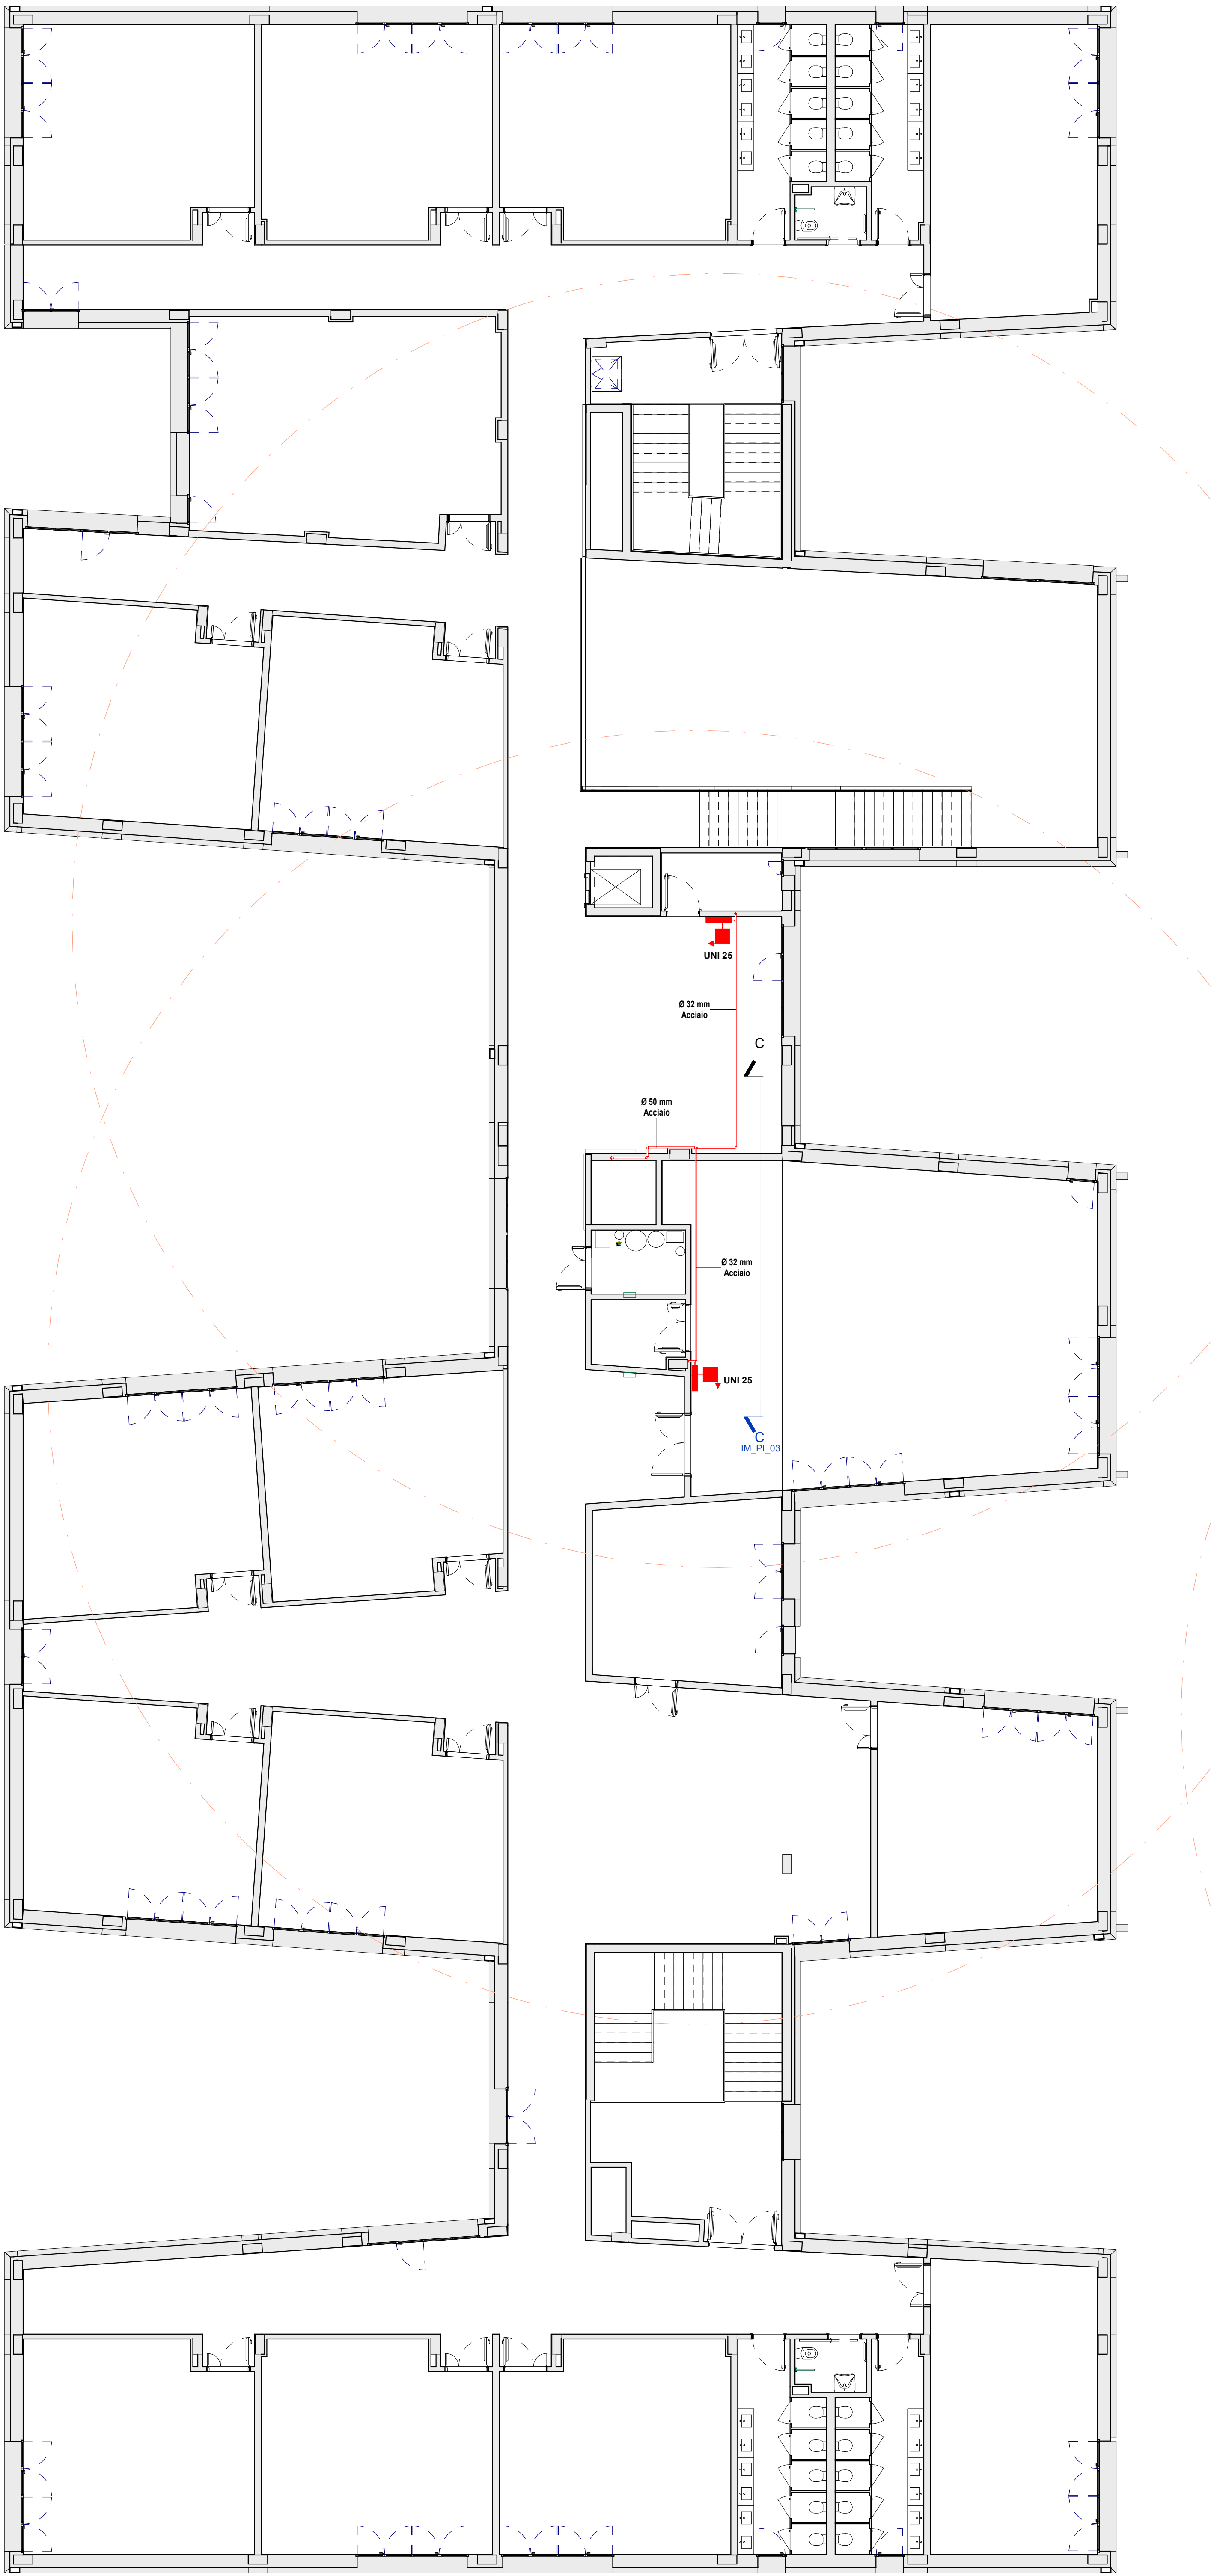 UNI 25
Ø 32 mm
Acciaio
C
Ø 50 mm
Acciaio
Ø 32 mm
Acciaio
UNI 25
C
IM_PI_03